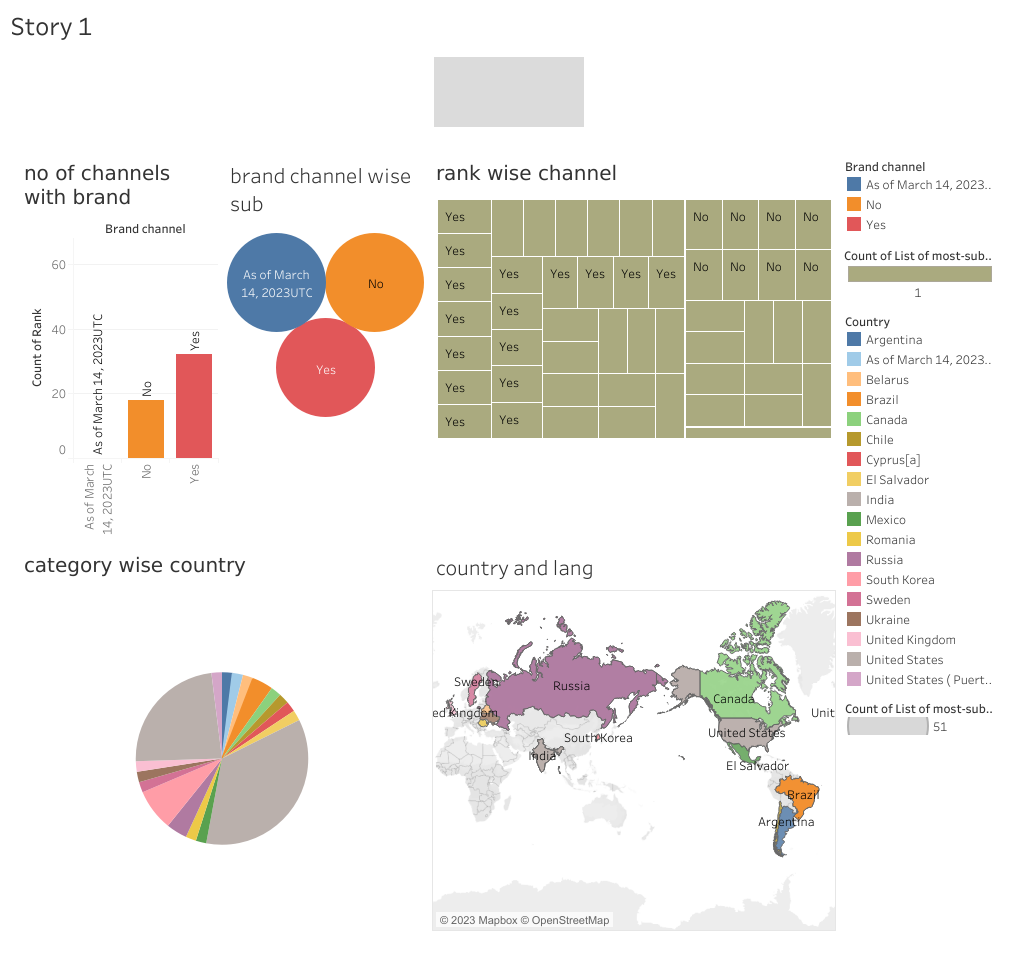 Story 1
no of channels
with brand
Brand channel
Count of Rank
60
40
20
0
As of March 14, 2023UTC
No
Yes
As of March
14, 2023UTC
No
Yes
brand channel wise
sub
As of March
14, 2023UTC
No
Yes
rank wise channel
Yes
No No No No
Yes
Yes Yes Yes Yes Yes
No No No No
Yes
Yes
Yes
Yes
Yes
Yes
Yes
Yes
Yes
Brand channel
As of March 14, 2023..
No
Yes
Count of List of most-sub..
1
Country
Argentina
As of March 14, 2023..
Belarus
Brazil
Canada
Chile
Cyprus[a]
El Salvador
India
Mexico
Romania
Russia
South Korea
Sweden
Ukraine
United Kingdom
United States
United States ( Puert..
Count of List of most-sub..
51
category wise country
country and lang
Sweden
Russia
Canada
ed Kingdom
Unit
United States
South Korea
India
El Salvador
Brazil
Argentina
© 2023 Mapbox © OpenStreetMap